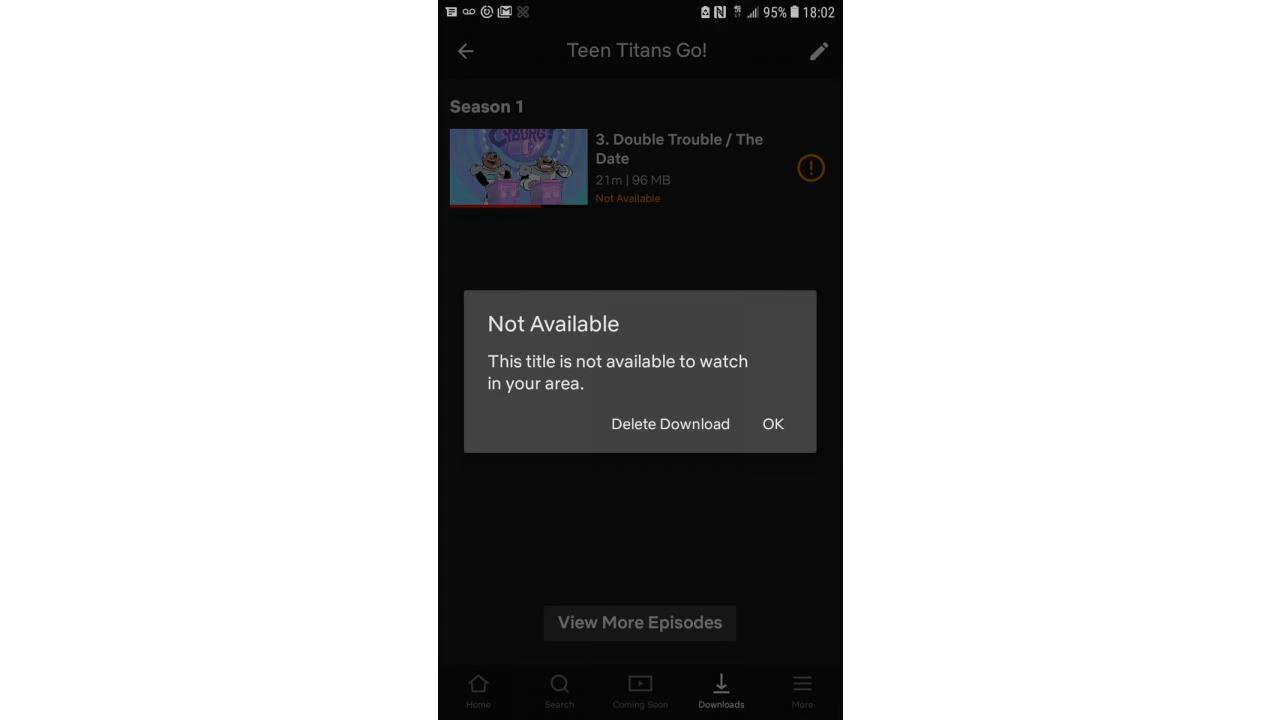 95% 18:02
Teen Titans Go!
Season 1
3. Double Trouble / The
Date
21m | 96 MB
Not Available
Not Available
This title is not available to watch
in your area.
Delete Download OK
View More Episodes
Home Search Coming Soon Downloads More